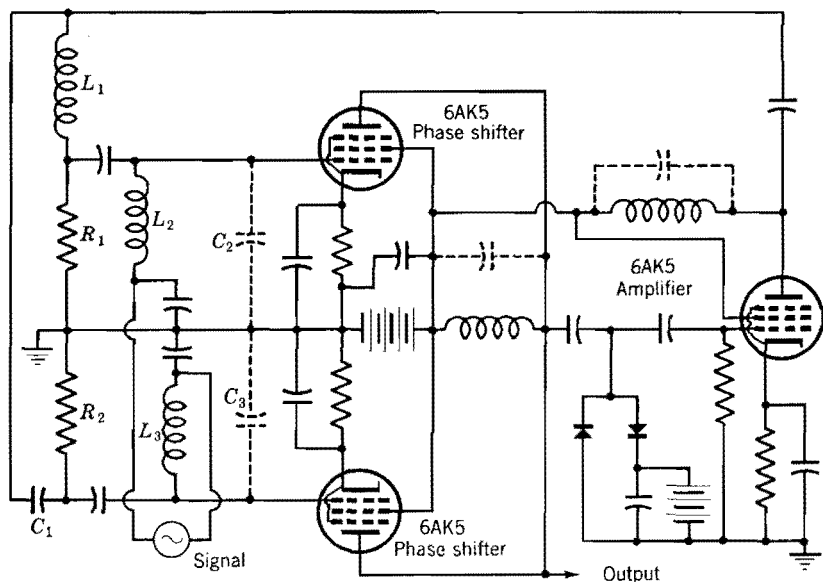 L1
6AK5
Phase shifter
R1
L2
C2
6AK5
Amplifier
R2
L3
C3
C1
Signal
6AK5
Phase shifter
Output